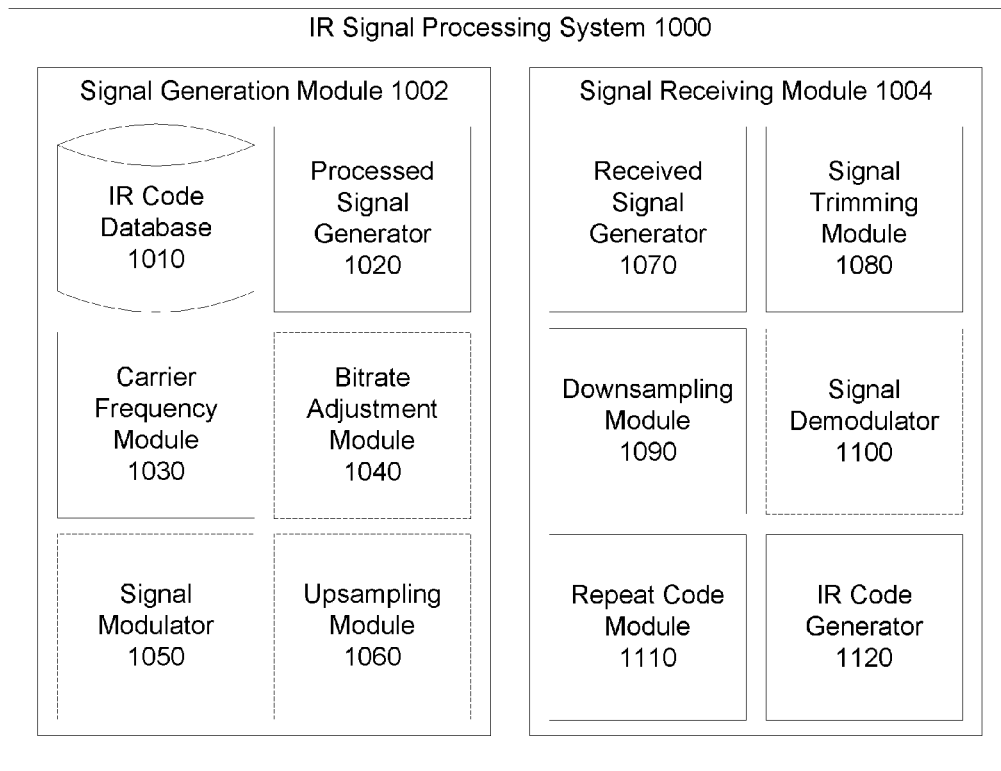 IR Signal Processing System 1000
Signal Generation Module 1002
IR Code
Database
1010
Processed
Signal
Generator
1020
Carrier
Frequency
Module
1030
Bitrate
Adjustment
Module
1040
Signal
Modulator
1050
Upsampling
Module
1060
Signal Receiving Module 1004
Received
Signal
Generator
1070
Signal
Trimming
Module
1080
Downsampling
Module
1090
Signal
Demodulator
1100
Repeat Code
Module
1110
IR Code
Generator
1120